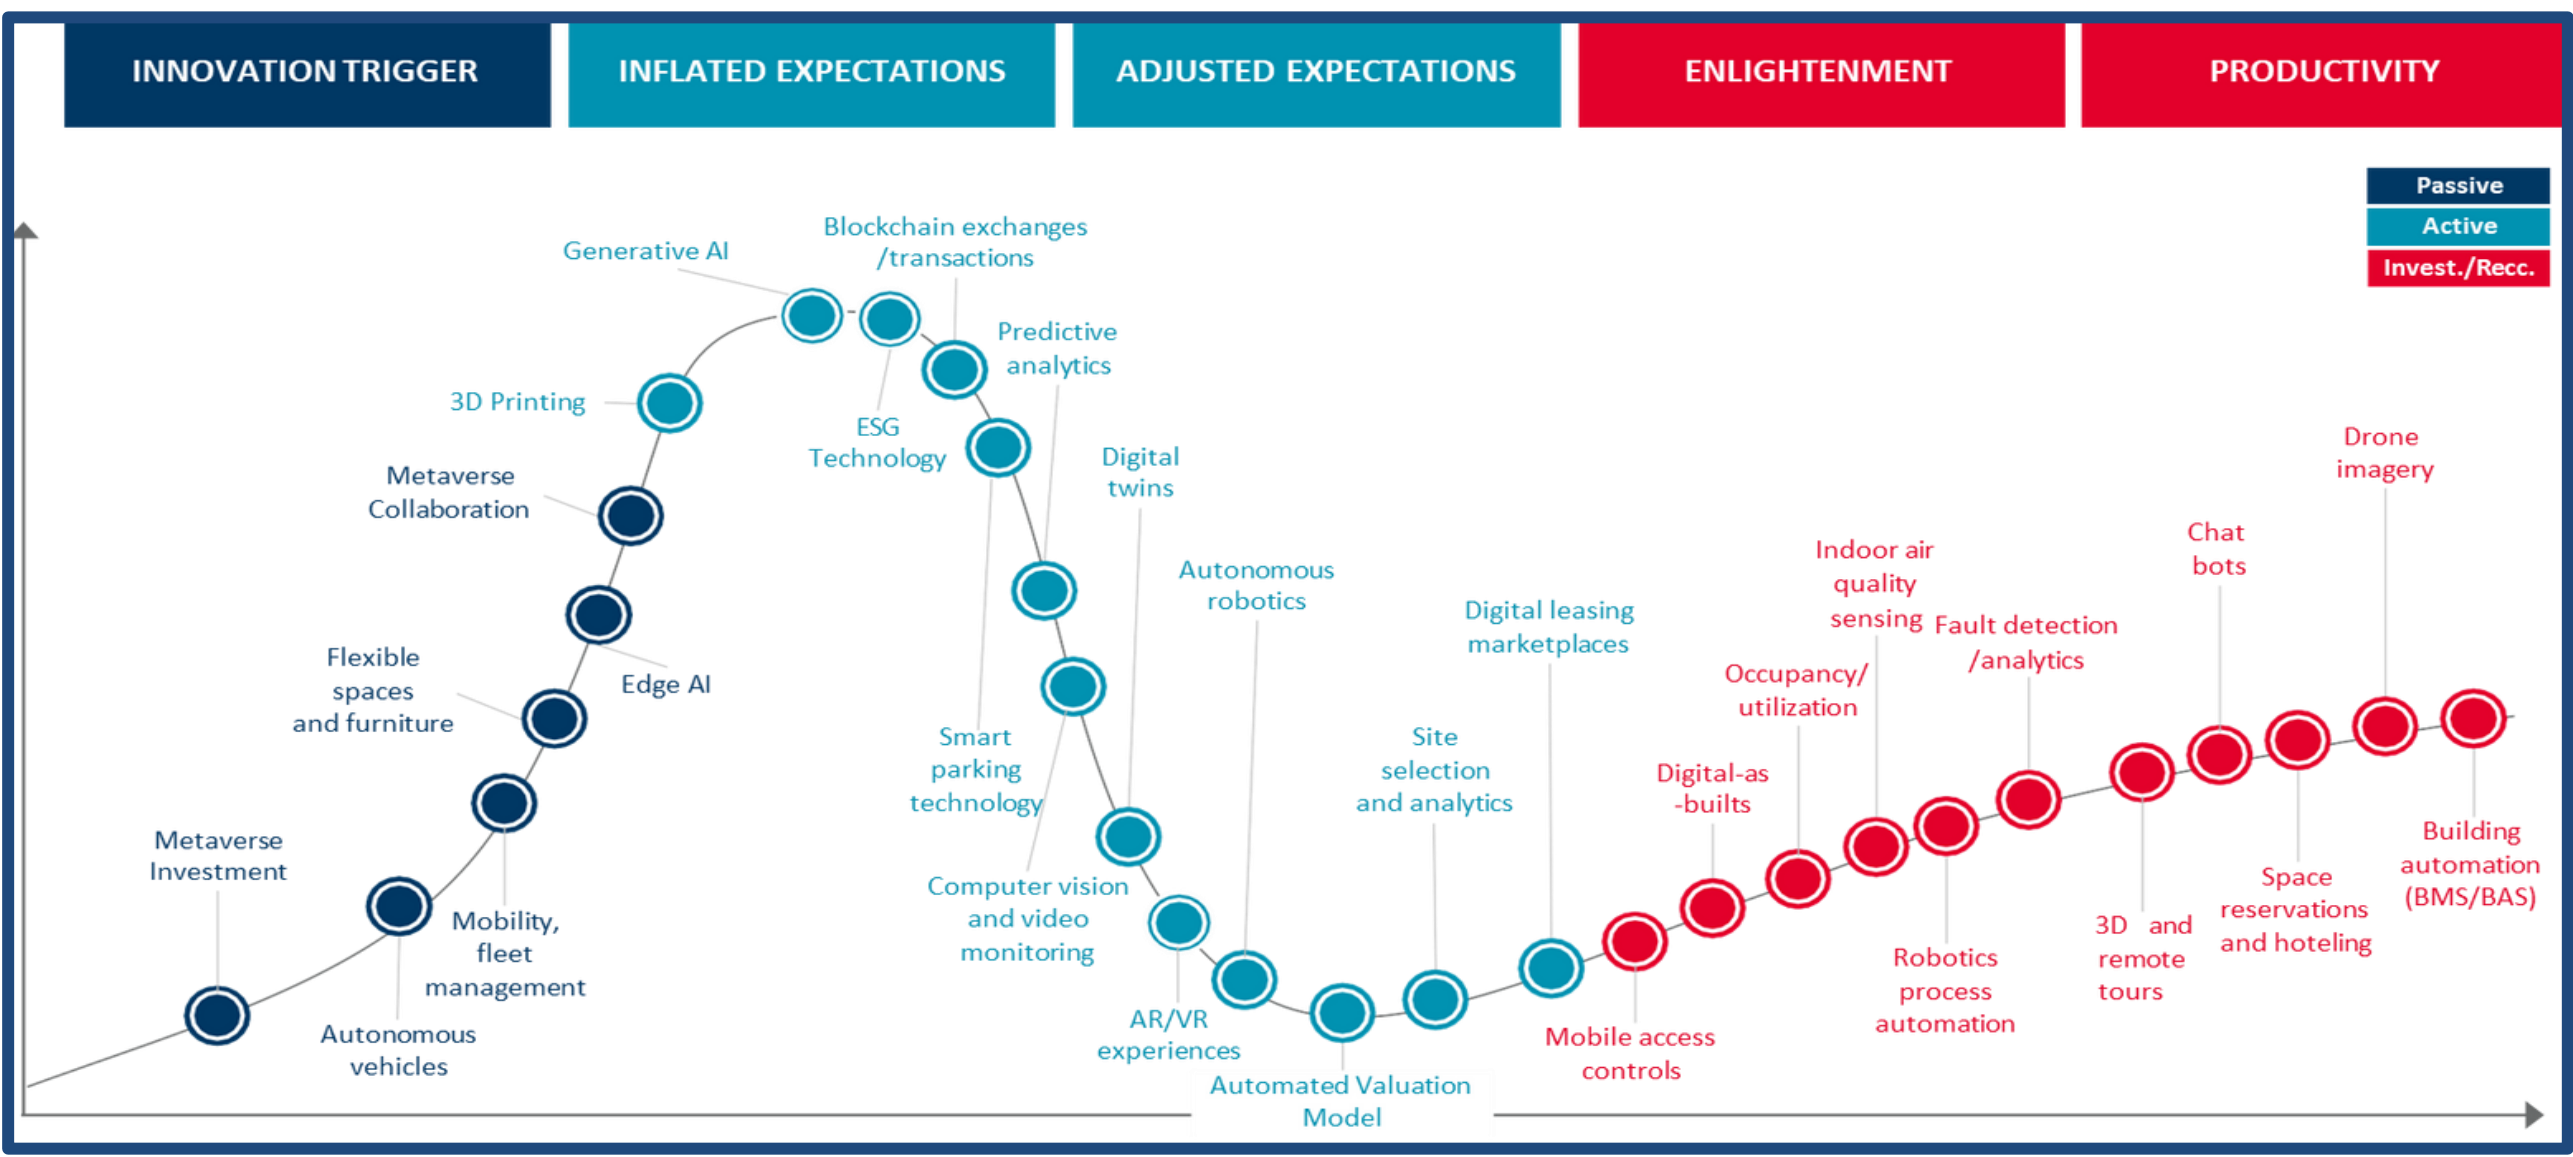 INNOVATION TRIGGER
INFLATED EXPECTATIONS
ADJUSTED EXPECTATIONS
ENLIGHTENMENT
PRODUCTIVITY
Passive
Active
Invest./Recc.
Metaverse
Investment
Autonomous
vehicles
Mobility,
fleet
management
Flexible
spaces
and furniture
Edge AI
Metaverse
Collaboration
3D Printing
Generative AI
ESG
Technology
Blockchain exchanges
/transactions
Smart
parking
technology
Predictive
analytics
Computer vision
and video
monitoring
Digital
twins
AR/VR
experiences
Autonomous
robotics
Automated Valuation
Model
Site
selection
and analytics
Digital leasing
marketplaces
Mobile access
controls
Digital-as
-builts
Occupancy/
utilization
Indoor air
quality
sensing
Robotics
process
automation
Fault detection
/analytics
3D and
remote
tours
Chat
bots
Space
reservations
and hoteling
Drone
imagery
Building
automation
(BMS/BAS)